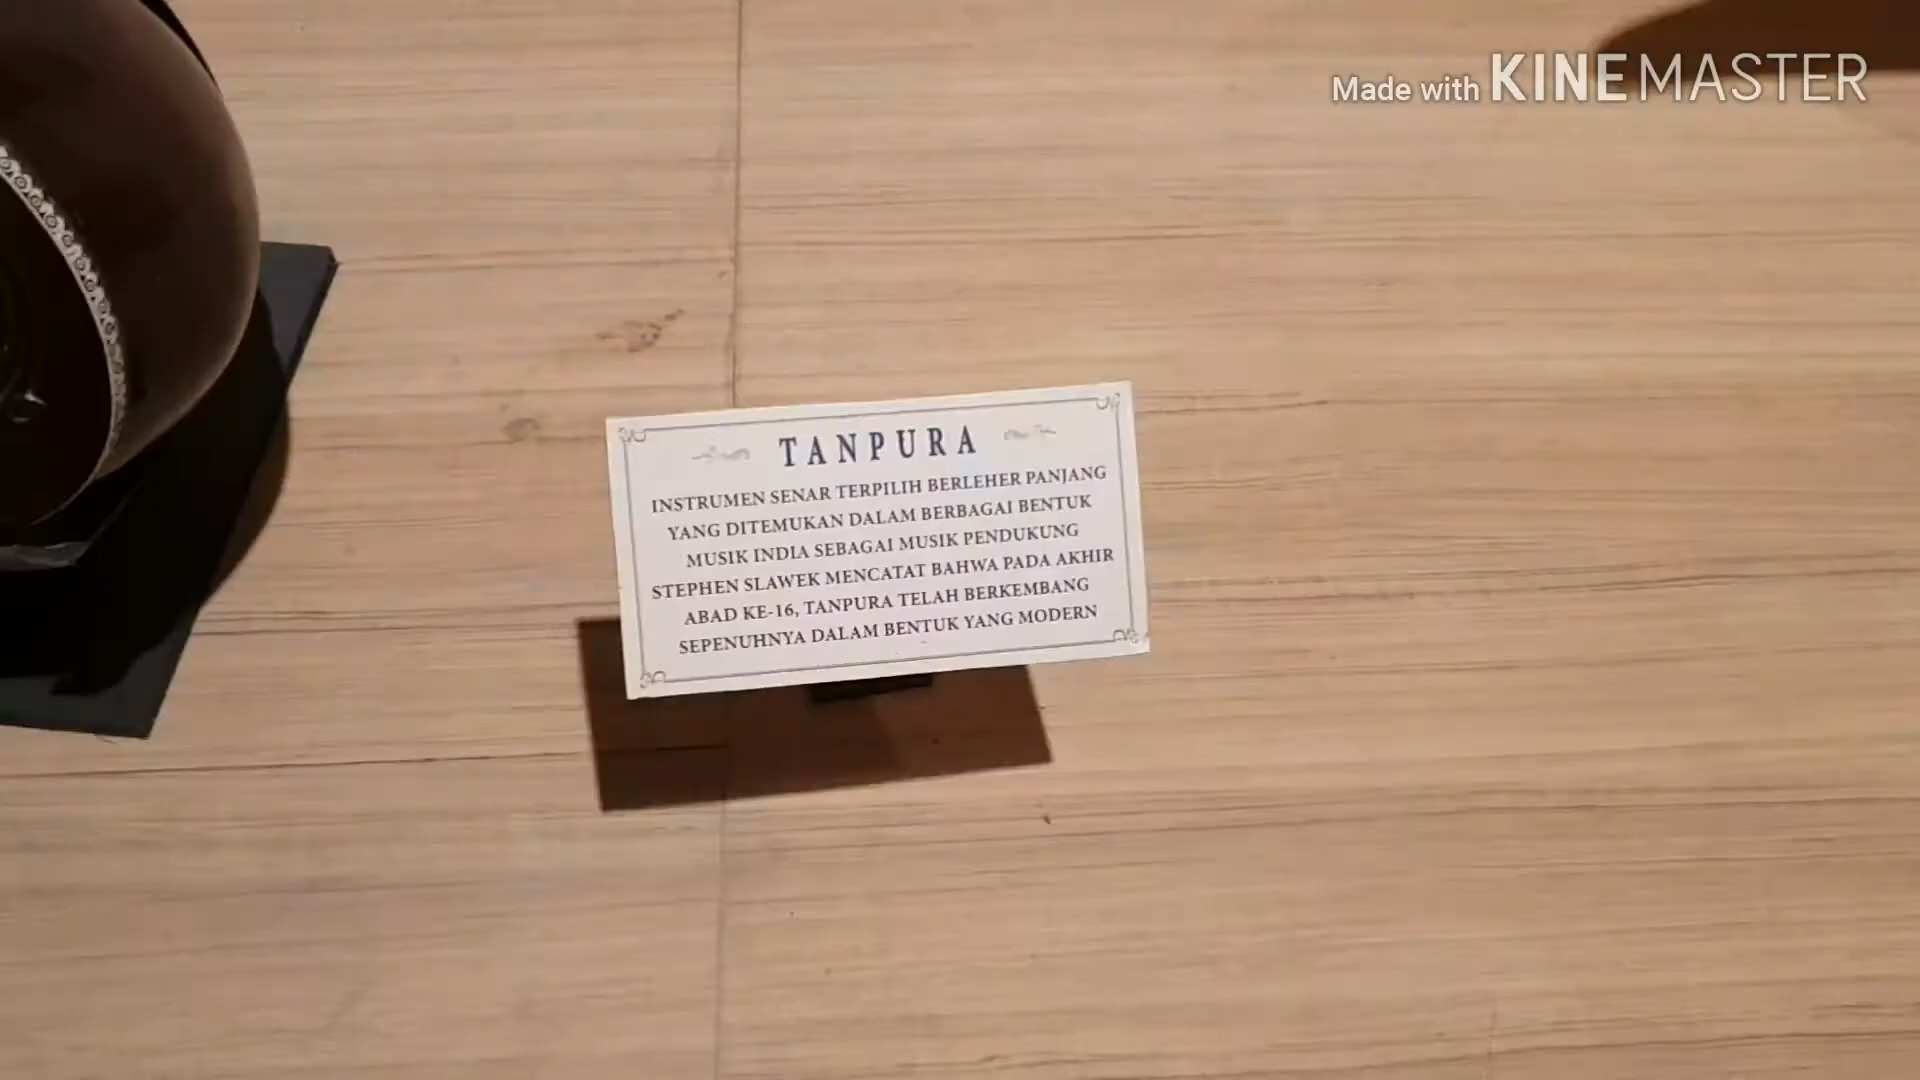 Made with KINEMASTER
TANPURA
INSTRUMEN SENAR TERPILIH BERLEHER PANJANG
YANG DITEMUKAN DALAM BERBAGAI BENTUK
MUSIK INDIA SEBAGAI MUSIK PENDUKUNG
STEPHEN SLAWEK MENCATAT BAHWA PADA AKHIR
ABAD KE-16, TANPURA TELAH BERKEMBANG
SEPENUHNYA DALAM BENTUK YANG MODERN